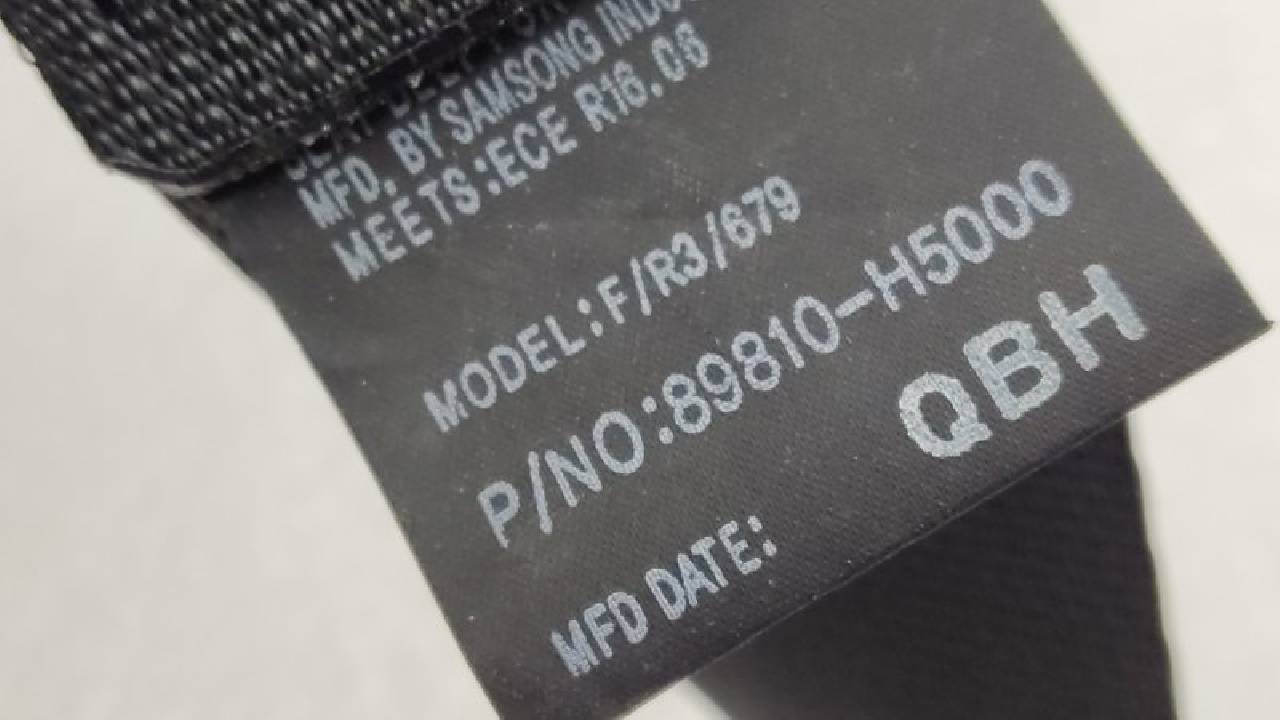 MFD. BY SAMSONG
MEETS:ECE R16.06
MODEL:F/R3/679
P/NO:89810-H5000
QBH
MFD DATE: